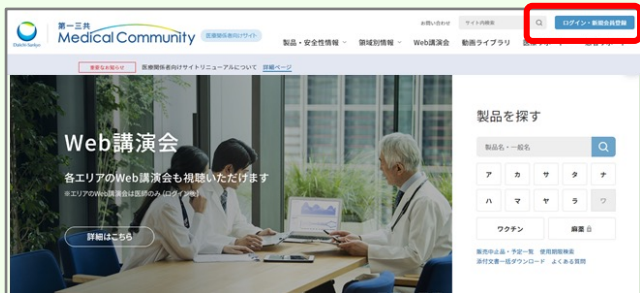 Daiichi-Sankyo
第一三共
Medical Community
医療関係者向けサイト
お問い合わせ
サイト内検索
ログイン・新規会員登録
製品・安全性情報
領域別情報
Web講演会
動画ライブラリ
重要なお知らせ
医療関係者向けサイトリニューアルについて 詳細ページ
Web講演会
各エリアのWeb講演会も視聴いただけます
※エリアのWeb講演会は医師のみ（ログイン後）
詳細はこちら
製品を探す
製品名・一般名
ア カ サ タ ナ
ハ マ ヤ ラ ワ
ワクチン 麻薬
販売中止品・予定一覧 使用期限検索
添付文書一括ダウンロード よくある質問